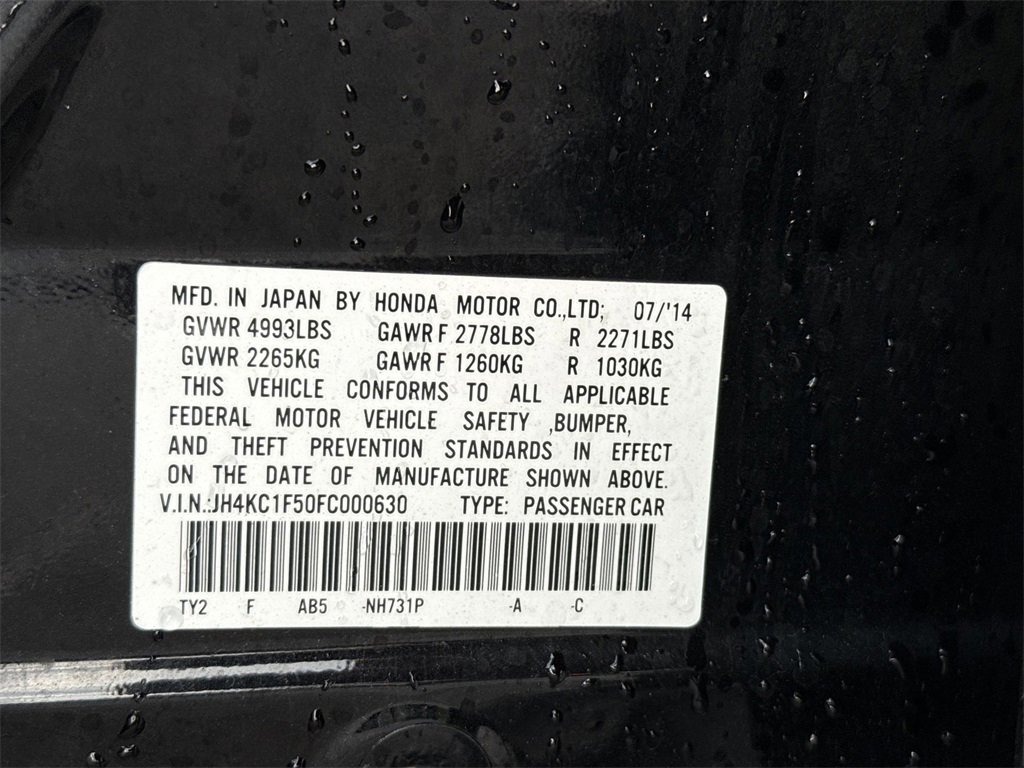 MFD. IN JAPAN BY HONDA MOTOR CO.,LTD; 07/'14
GVWR 4993LBS GAWR F 2778LBS R 2271LBS
GVWR 2265KG GAWR F 1260KG R 1030KG
THIS VEHICLE CONFORMS TO ALL APPLICABLE
FEDERAL MOTOR VEHICLE SAFETY ,BUMPER,
AND THEFT PREVENTION STANDARDS IN EFFECT
ON THE DATE OF MANUFACTURE SHOWN ABOVE.
V.I.N.:JH4KC1F50FC000630 TYPE: PASSENGER CAR
TY2 F AB5 -NH731P -A -C